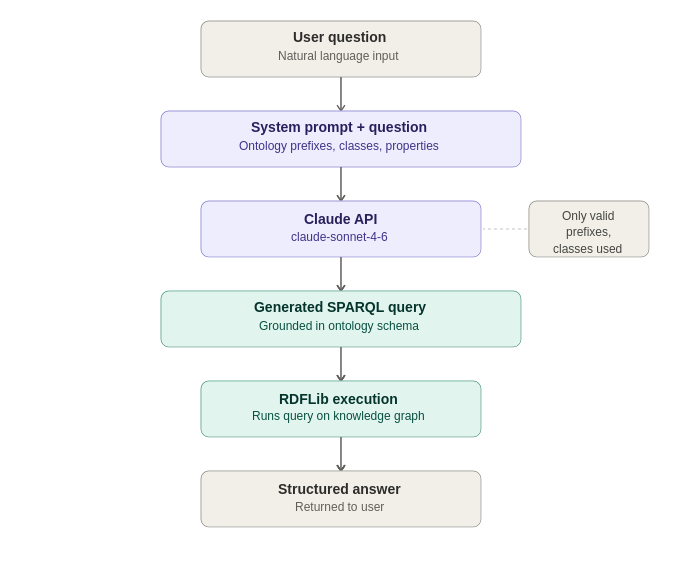 User question
Natural language input
System prompt + question
Ontology prefixes, classes, properties
Claude API
claude-sonnet-4-6
Only valid
prefixes,
classes used
Generated SPARQL query
Grounded in ontology schema
RDFLib execution
Runs query on knowledge graph
Structured answer
Returned to user